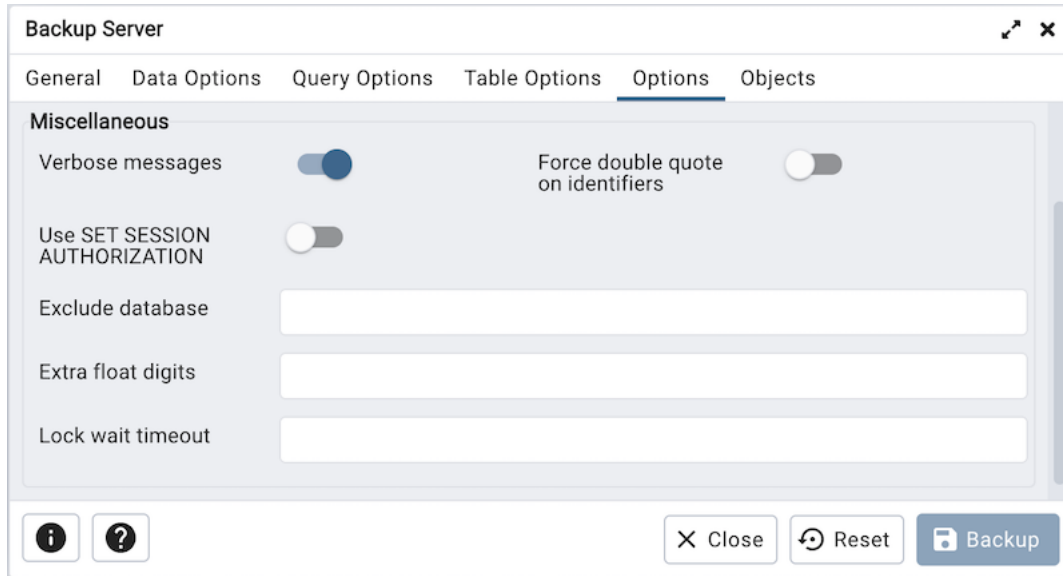 Backup Server
General Data Options Query Options Table Options Options Objects
Miscellaneous
Verbose messages
Force double quote
on identifiers
Use SET SESSION
AUTHORIZATION
Exclude database
Extra float digits
Lock wait timeout
Close Reset Backup